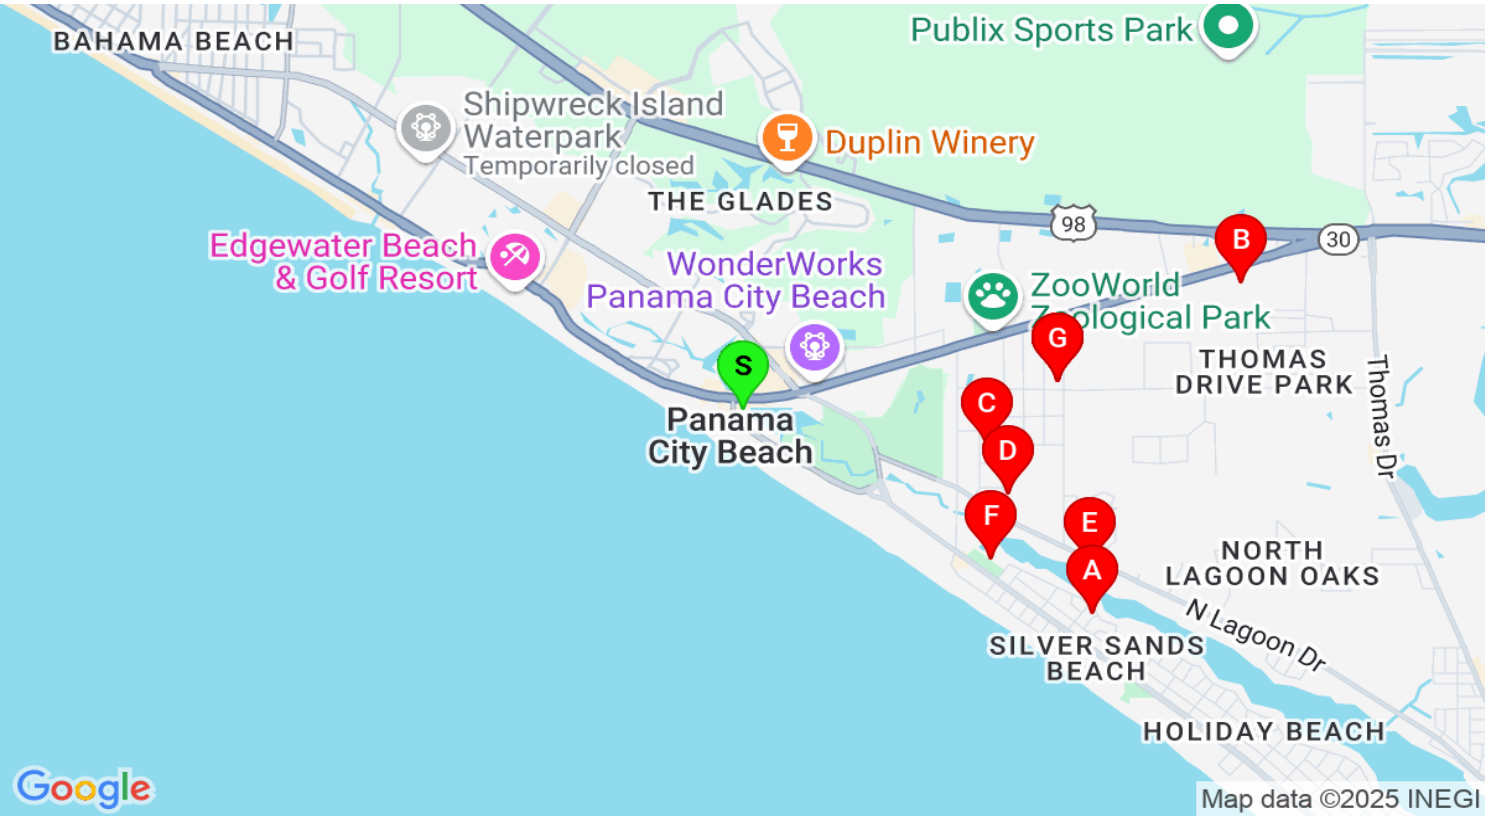 BAHAMA BEACH
Publix Sports Park
Shipwreck Island
Waterpark
Temporarily closed
Duplin Winery
THE GLADES
98
B
30
Edgewater Beach
& Golf Resort
WonderWorks
Panama City Beach
ZooWorld
Zoological Park
G
S
THOMAS
DRIVE PARK
Thomas Dr
C
Panama
City Beach
D
F
E
A
NORTH
LAGOON OAKS
N Lagoon Dr
SILVER SANDS
BEACH
HOLIDAY BEACH
Google
Map data ©2025 INEGI